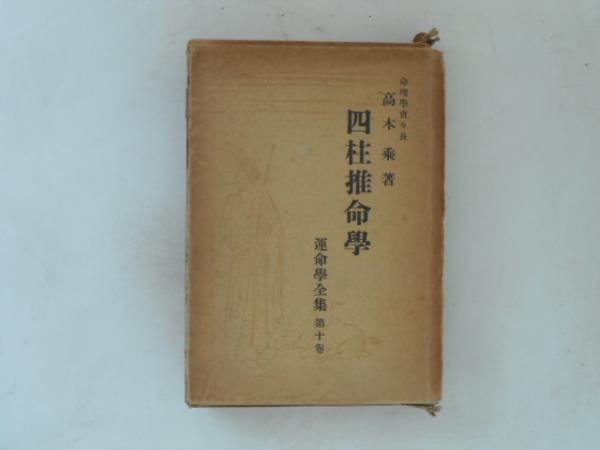 命理學會々長
高木乘著
四柱推命學
運命學全集 第十卷